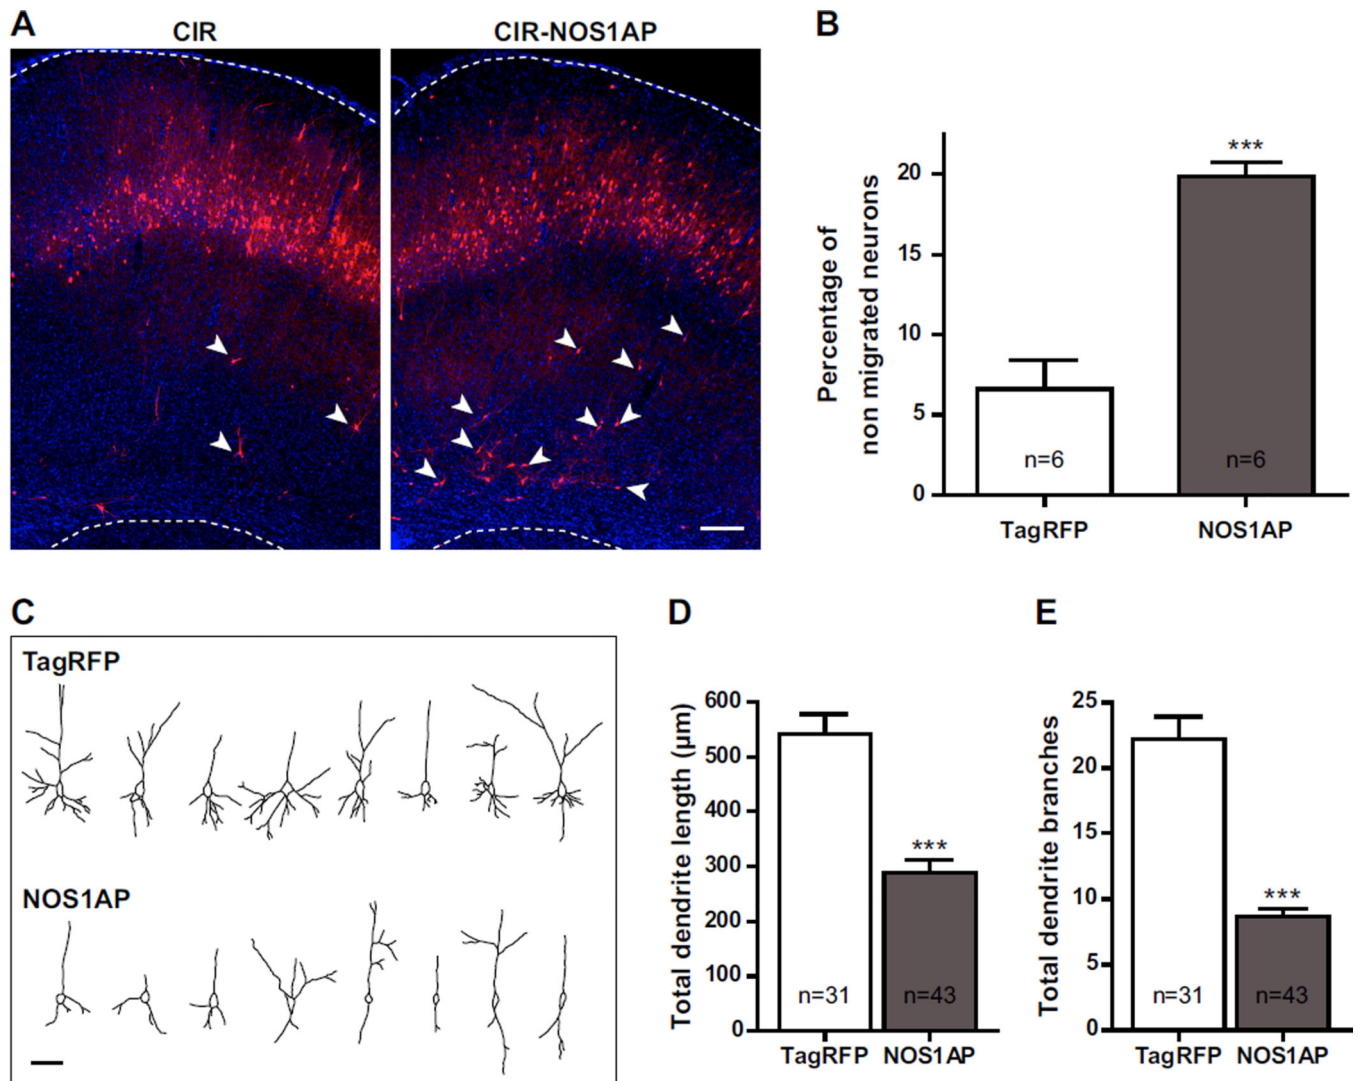 A
CIR
CIR-NOS1AP
B
Percentage of
non migrated neurons
20
15
10
5
0
***
n=6
n=6
TagRFP
NOS1AP
C
TagRFP
NOS1AP
D
Total dendrite length (µm)
600
500
400
300
200
100
0
***
n=31
n=43
TagRFP
NOS1AP
E
Total dendrite branches
25
20
15
10
5
0
***
n=31
n=43
TagRFP
NOS1AP